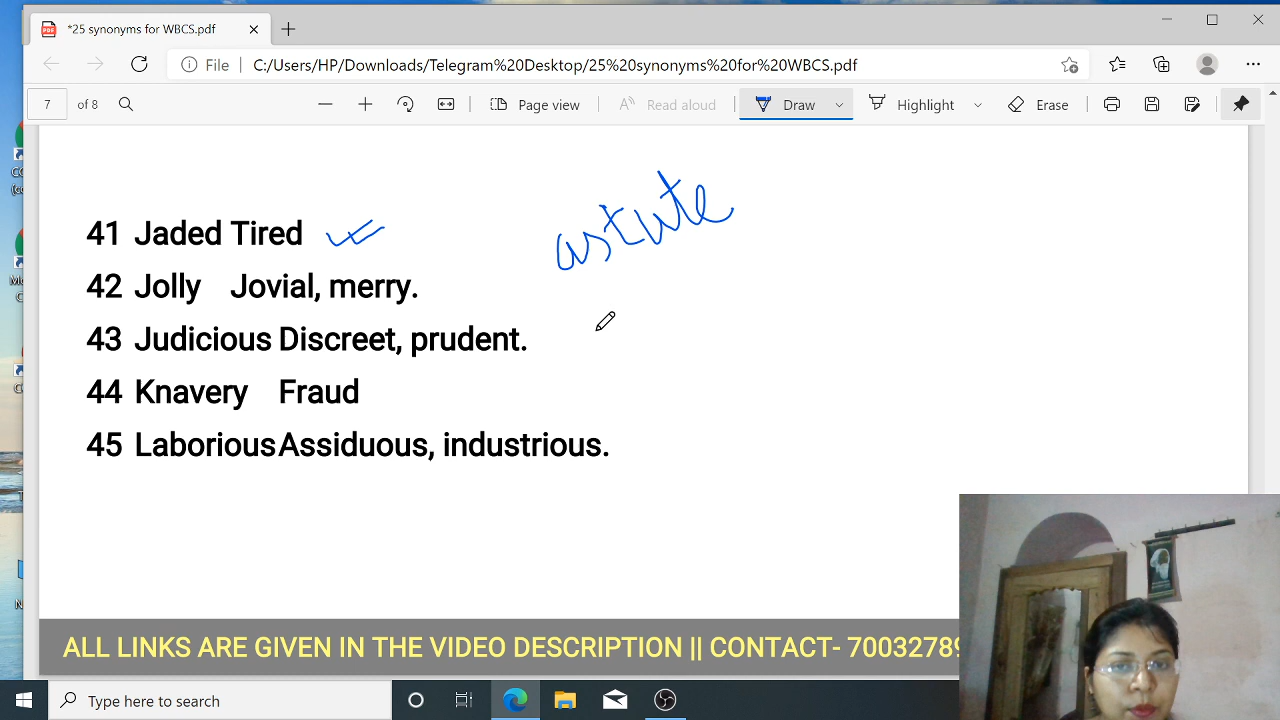 *25 synonyms for WBCS.pdf
File | C:/Users/HP/Downloads/Telegram%20Desktop/25%20synonyms%20for%20WBCS.pdf
7 of 8 Page view Read aloud Draw Highlight Erase
astute
41 Jaded Tired
42 Jolly Jovial, merry.
43 Judicious Discreet, prudent.
44 Knavery Fraud
45 Laborious Assiduous, industrious.
ALL LINKS ARE GIVEN IN THE VIDEO DESCRIPTION || CONTACT- 70032789
Type here to search